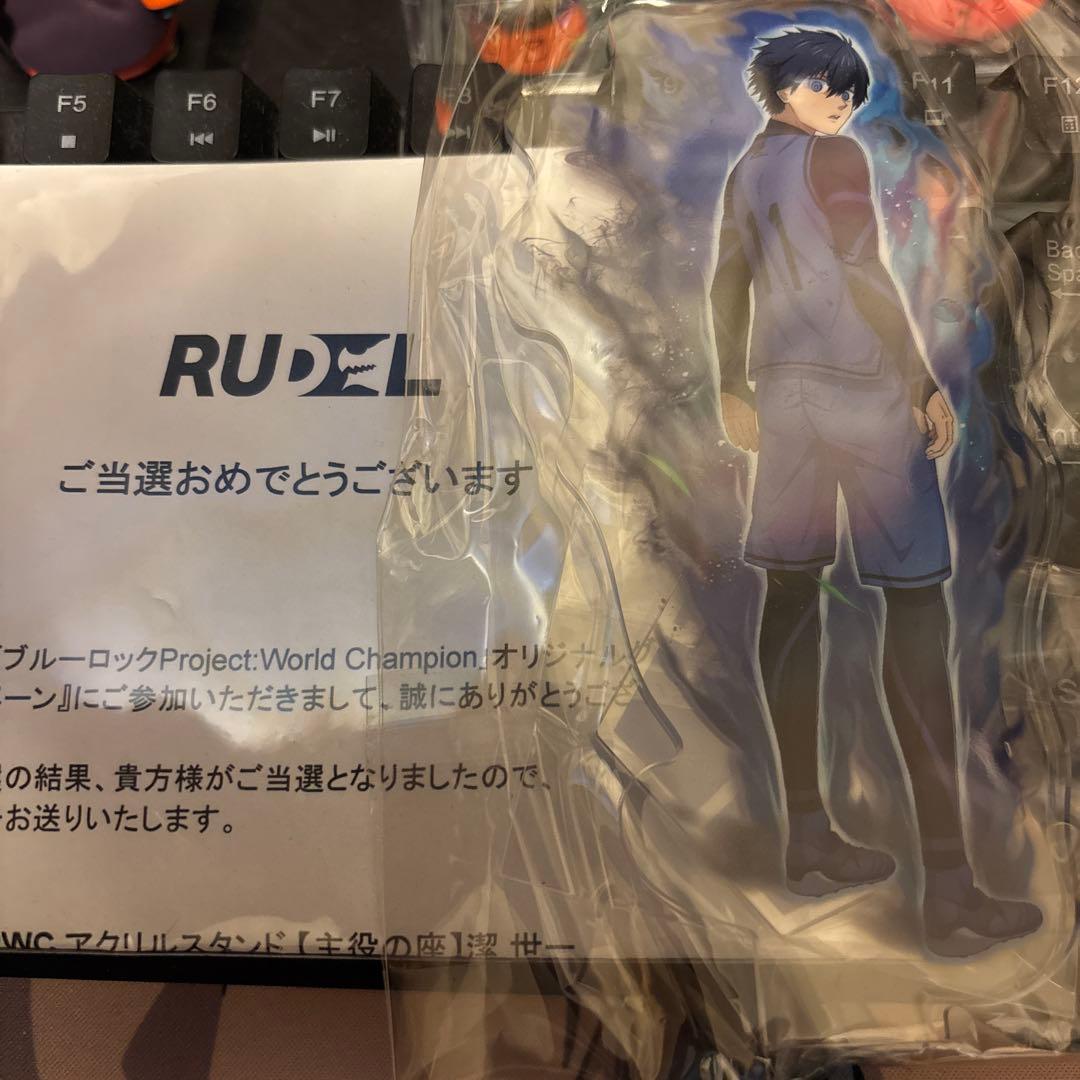 F5
F6
F7
F8
F9
F11
F12
RUDEL
ご当選おめでとうございます
ブルーロックProject:World Champion』オリジナル
ーン』にご参加いただきまして、誠にありがとうござ
の結果、貴方様がご当選となりましたので、
お送りいたします。
WC アクリルスタンド【主役の座】潔 世一
11